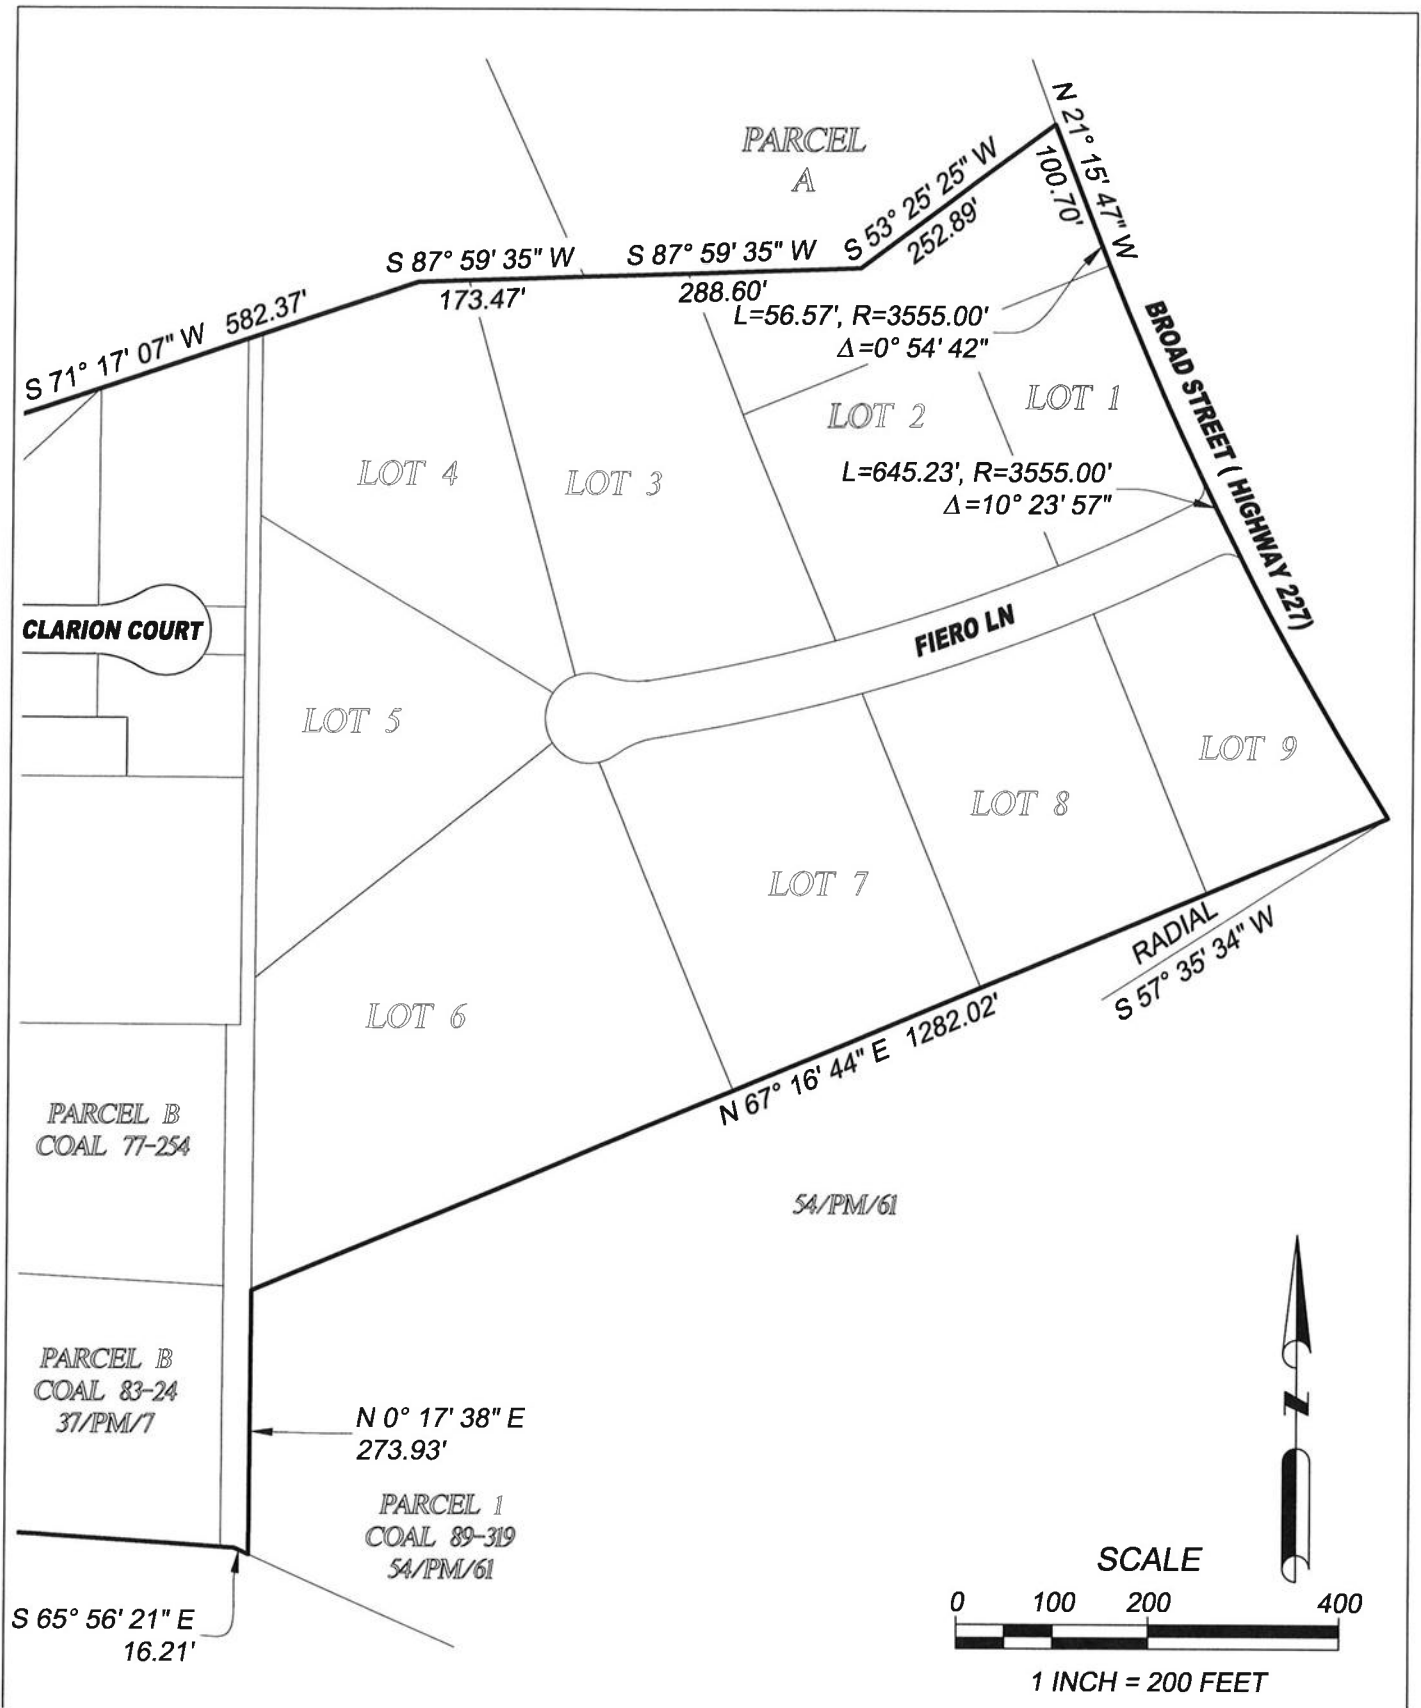 PARCEL
A
N 21° 15' 47" W
100.70'
S 53° 25' 25" W
252.89'
S 87° 59' 35" W
288.60'
S 87° 59' 35" W
173.47'
S 71° 17' 07" W 582.37'
L=56.57', R=3555.00'
Δ=0° 54' 42"
BROAD STREET ( HIGHWAY 227)
LOT 1
LOT 2
LOT 4
LOT 3
L=645.23', R=3555.00'
Δ=10° 23' 57"
CLARION COURT
FIERO LN
LOT 5
LOT 9
LOT 8
LOT 7
LOT 6
RADIAL
S 57° 35' 34" W
N 67° 16' 44" E 1282.02'
PARCEL B
COAL 77-254
54/PM/61
PARCEL B
COAL 83-24
37/PM/7
N 0° 17' 38" E
273.93'
PARCEL 1
COAL 89-319
54/PM/61
S 65° 56' 21" E
16.21'
N
SCALE
0 100 200 400
1 INCH = 200 FEET